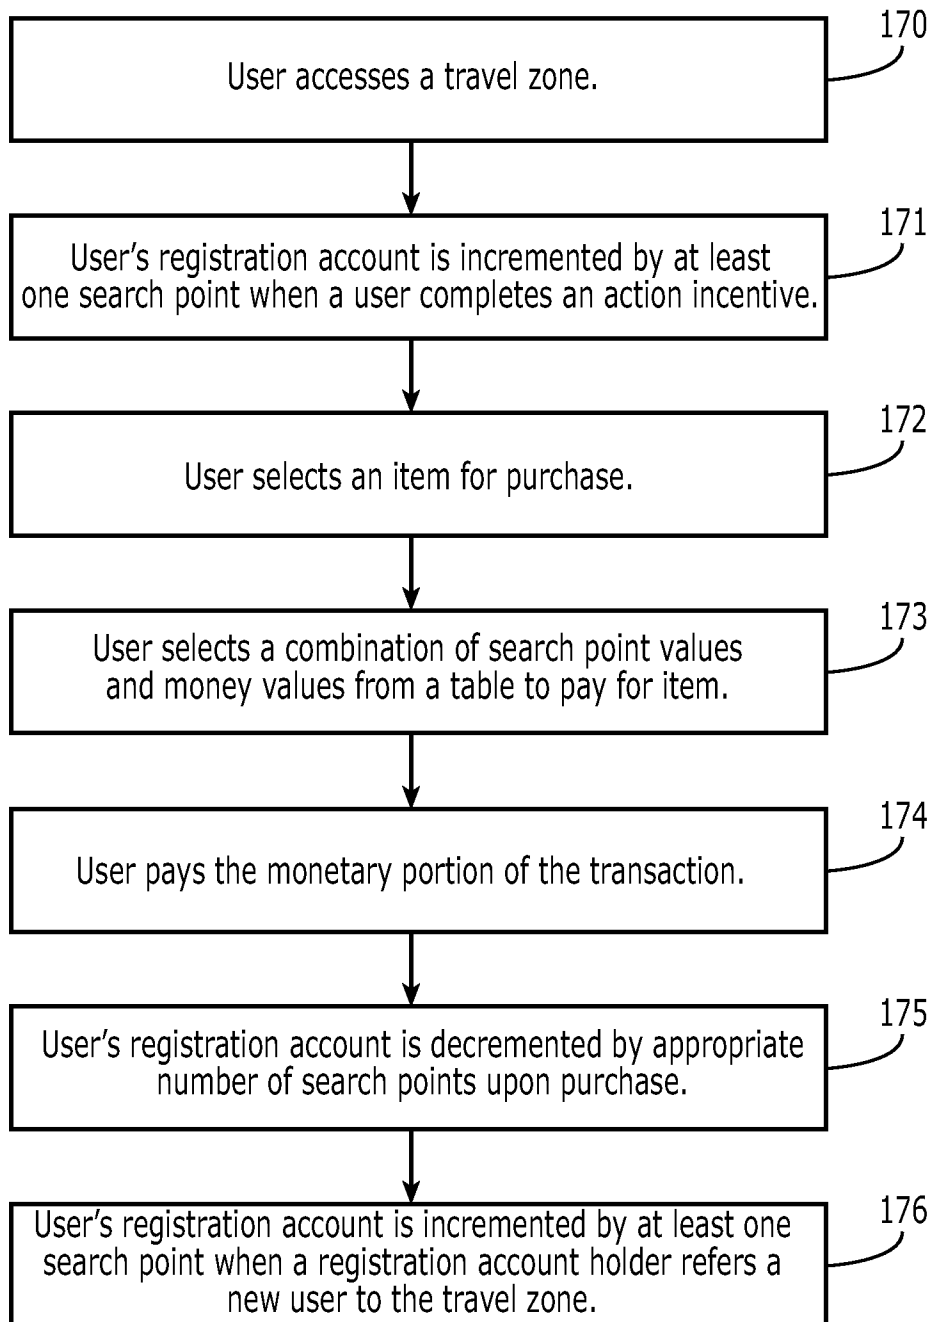 170
User accesses a travel zone.
171
User’s registration account is incremented by at least
one search point when a user completes an action incentive.
172
User selects an item for purchase.
173
User selects a combination of search point values
and money values from a table to pay for item.
174
User pays the monetary portion of the transaction.
175
User’s registration account is decremented by appropriate
number of search points upon purchase.
176
User’s registration account is incremented by at least one
search point when a registration account holder refers a
new user to the travel zone.